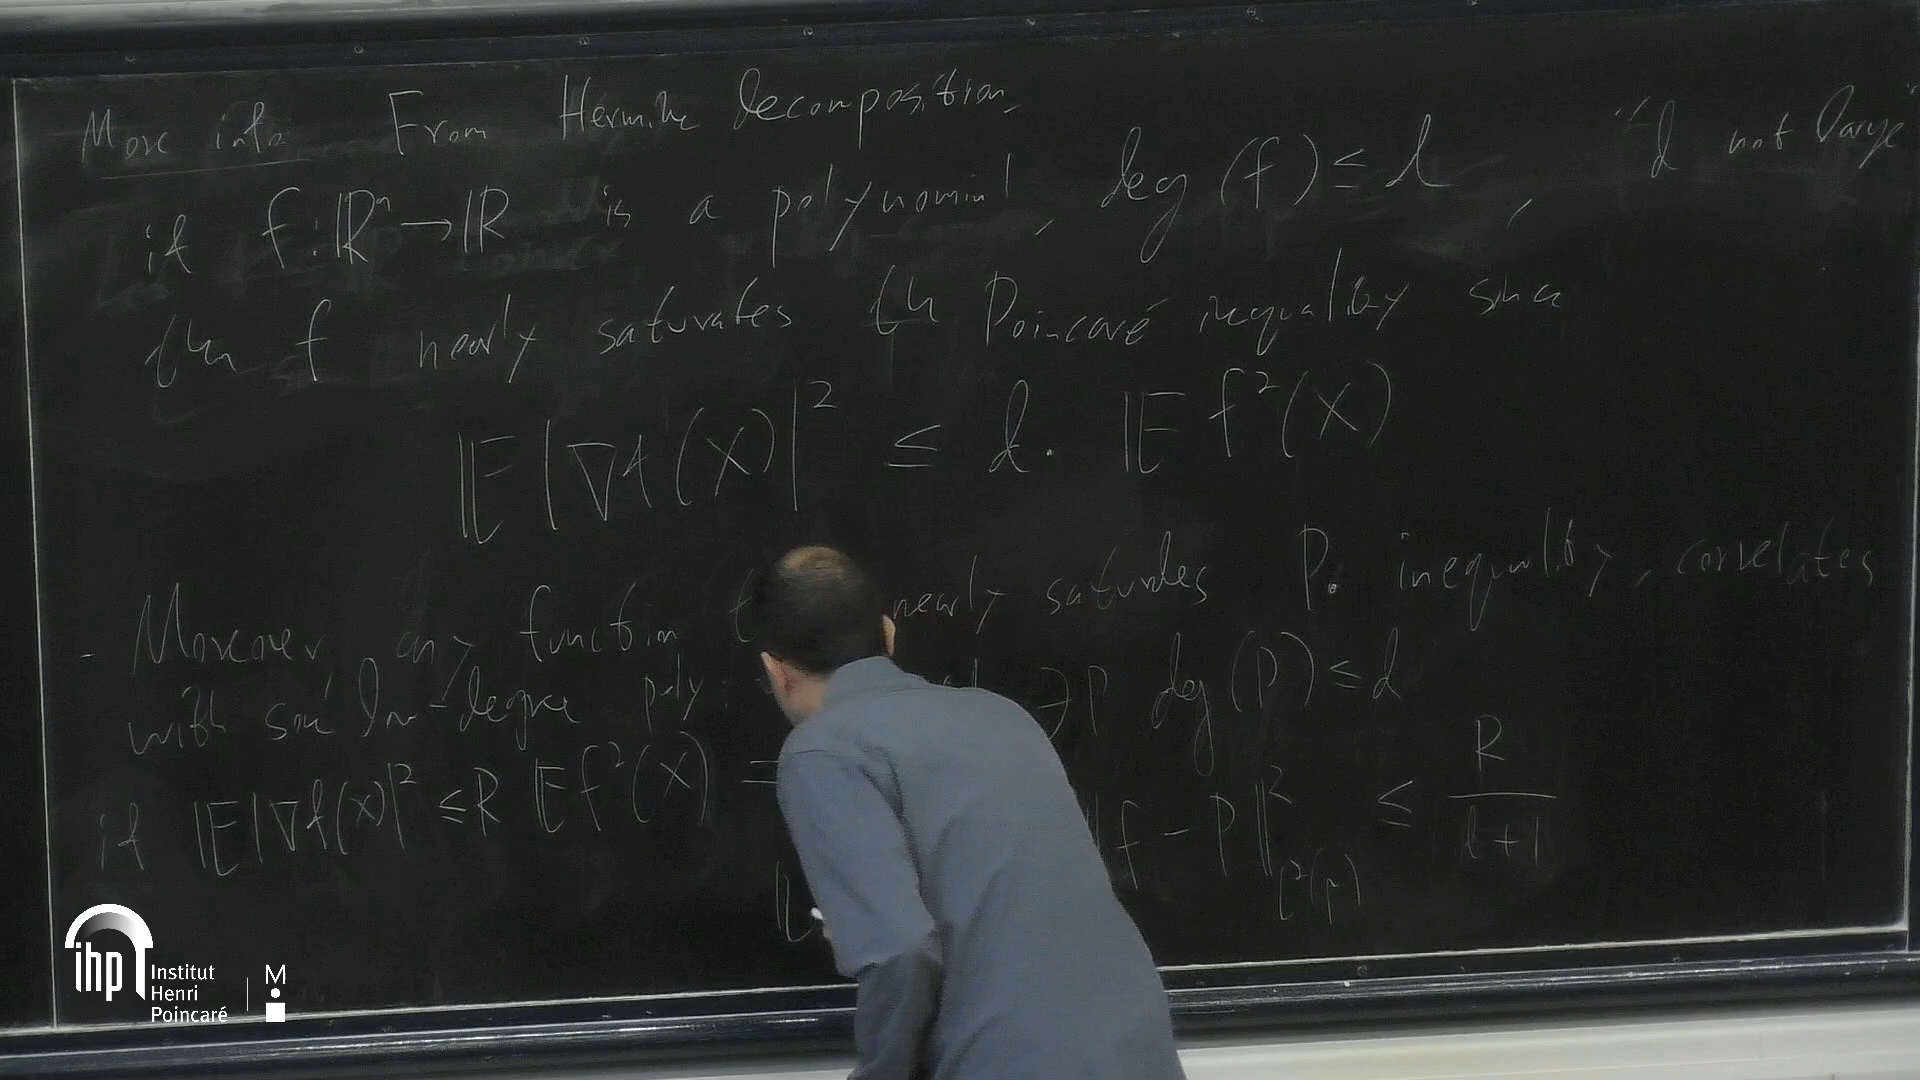 More info From Hermite decomposition,
if f: ℝⁿ → ℝ is a polynomial, deg(f) ≤ d, "d not large"
then f nearly saturates the Poincaré inequality since
𝔼|∇f(X)|² ≤ d. 𝔼 f²(X)
- Moreover any function nearly saturates P. inequality, correlates
with some low-degree poly: ∃P deg(P) ≤ d
if 𝔼|∇f(X)|² ≤ R 𝔼f²(X) ‖f - P‖²_{L²(γ)} ≤ R/(d+1)
ihp Institut Henri Poincaré